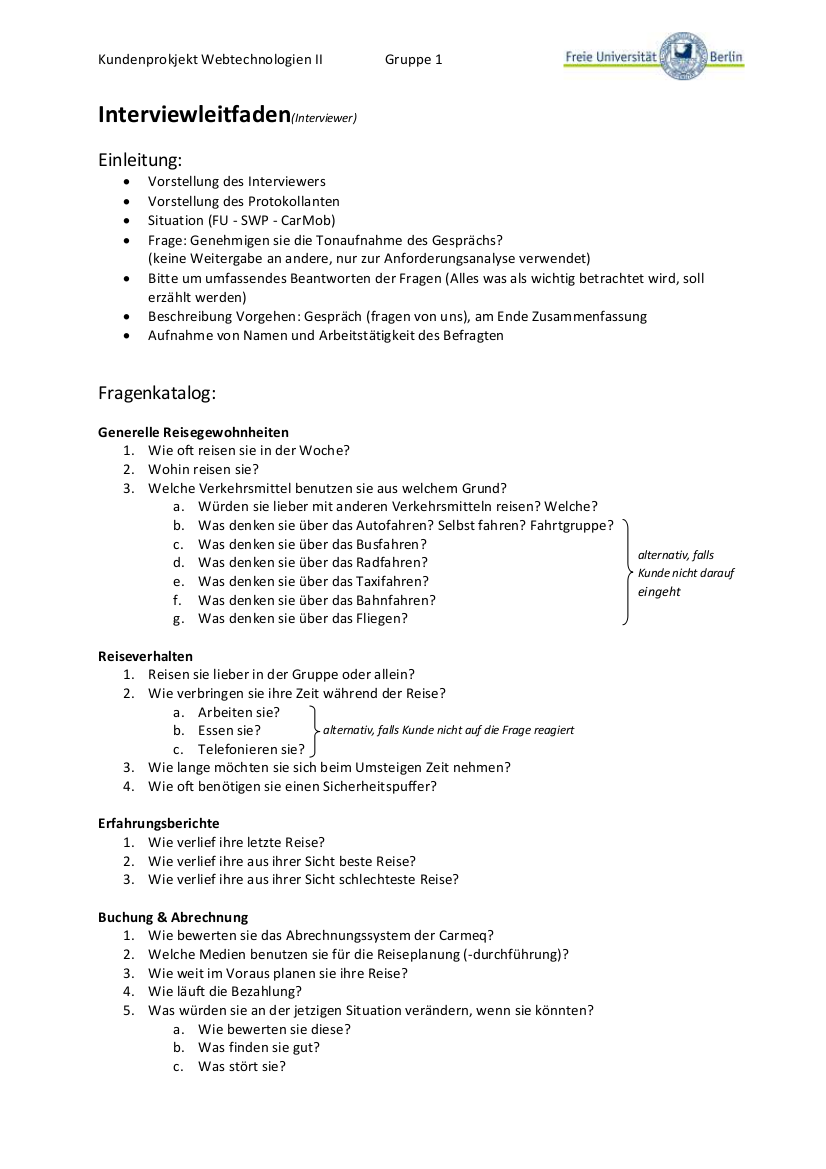 Kundenprokjekt Webtechnologien II Gruppe 1
Freie Universität Berlin
Interviewleitfaden(Interviewer)
Einleitung:
• Vorstellung des Interviewers
• Vorstellung des Protokollanten
• Situation (FU - SWP - CarMob)
• Frage: Genehmigen sie die Tonaufnahme des Gesprächs?
(keine Weitergabe an andere, nur zur Anforderungsanalyse verwendet)
• Bitte um umfassendes Beantworten der Fragen (Alles was als wichtig betrachtet wird, soll
erzählt werden)
• Beschreibung Vorgehen: Gespräch (fragen von uns), am Ende Zusammenfassung
• Aufnahme von Namen und Arbeitstätigkeit des Befragten
Fragenkatalog:
Generelle Reisegewohnheiten
1. Wie oft reisen sie in der Woche?
2. Wohin reisen sie?
3. Welche Verkehrsmittel benutzen sie aus welchem Grund?
a. Würden sie lieber mit anderen Verkehrsmitteln reisen? Welche?
b. Was denken sie über das Autofahren? Selbst fahren? Fahrtgruppe?
c. Was denken sie über das Busfahren?
d. Was denken sie über das Radfahren?
e. Was denken sie über das Taxifahren?
f. Was denken sie über das Bahnfahren?
g. Was denken sie über das Fliegen?
alternativ, falls
Kunde nicht darauf
eingeht
Reiseverhalten
1. Reisen sie lieber in der Gruppe oder allein?
2. Wie verbringen sie ihre Zeit während der Reise?
a. Arbeiten sie?
b. Essen sie?
c. Telefonieren sie?
alternativ, falls Kunde nicht auf die Frage reagiert
3. Wie lange möchten sie sich beim Umsteigen Zeit nehmen?
4. Wie oft benötigen sie einen Sicherheitspuffer?
Erfahrungsberichte
1. Wie verlief ihre letzte Reise?
2. Wie verlief ihre aus ihrer Sicht beste Reise?
3. Wie verlief ihre aus ihrer Sicht schlechteste Reise?
Buchung & Abrechnung
1. Wie bewerten sie das Abrechnungssystem der Carmeq?
2. Welche Medien benutzen sie für die Reiseplanung (-durchführung)?
3. Wie weit im Voraus planen sie ihre Reise?
4. Wie läuft die Bezahlung?
5. Was würden sie an der jetzigen Situation verändern, wenn sie könnten?
a. Wie bewerten sie diese?
b. Was finden sie gut?
c. Was stört sie?